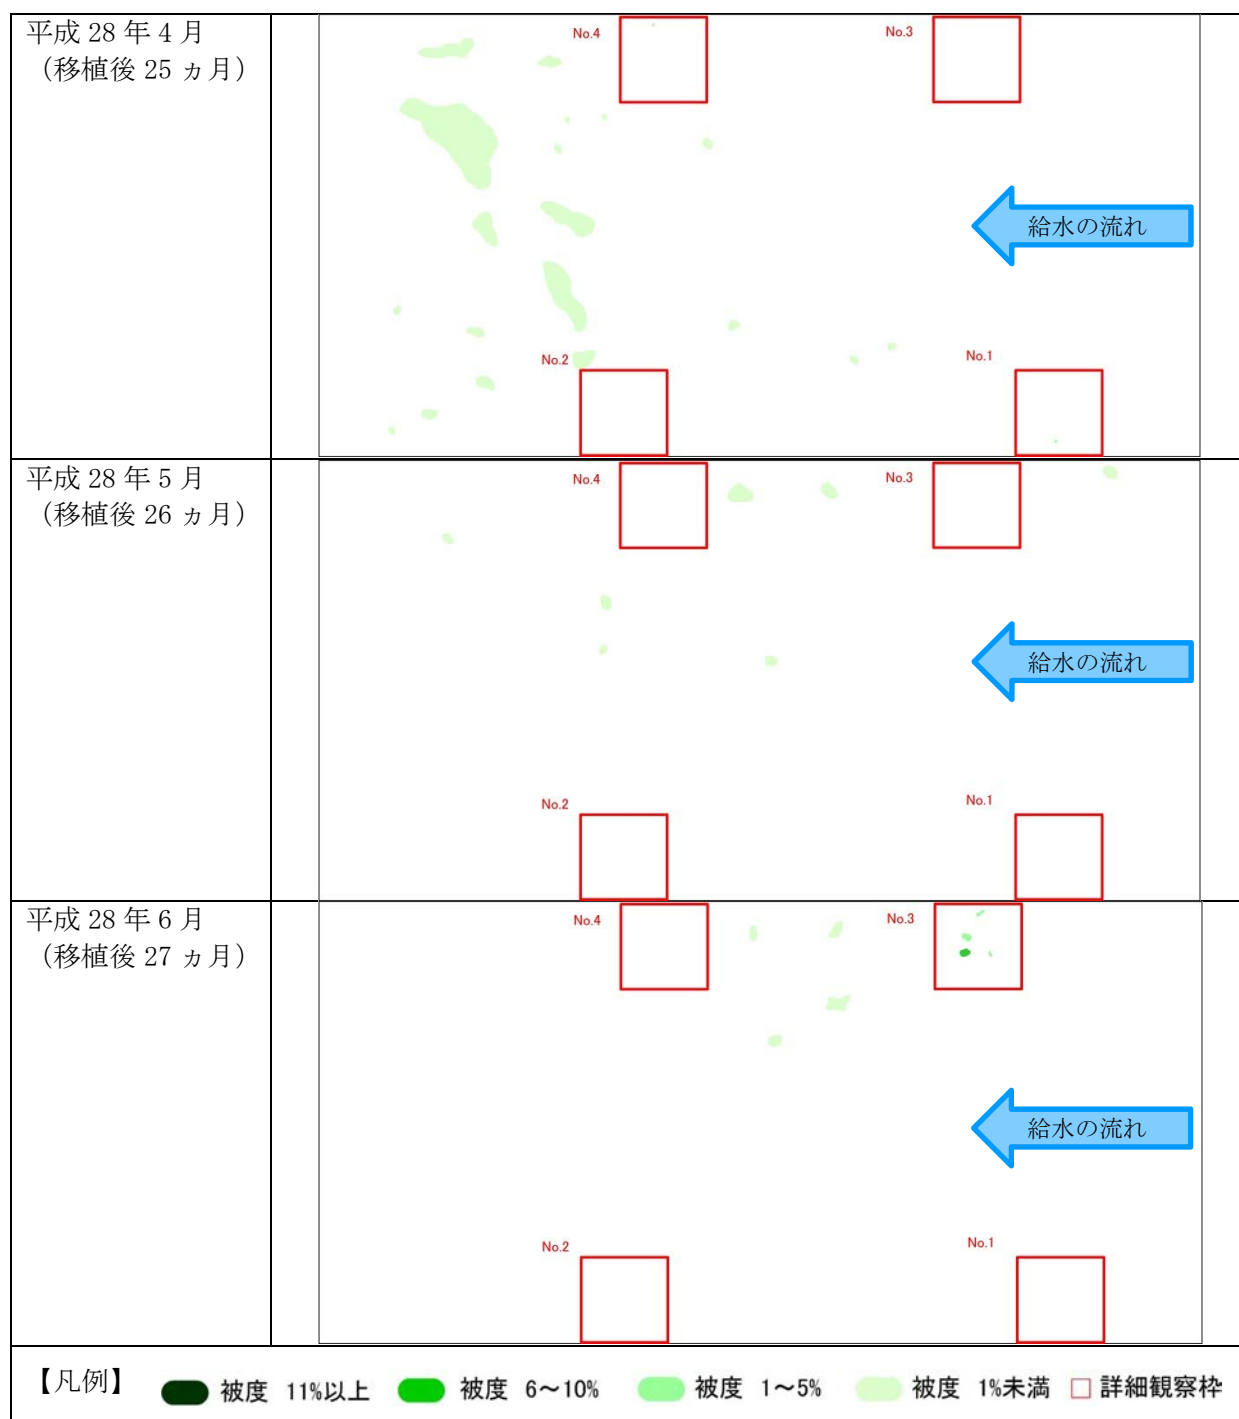 平成 28 年 4 月
（移植後 25 ヵ月）
No.4
No.3
給水の流れ
No.2
No.1
平成 28 年 5 月
（移植後 26 ヵ月）
No.4
No.3
給水の流れ
No.2
No.1
平成 28 年 6 月
（移植後 27 ヵ月）
No.4
No.3
給水の流れ
No.2
No.1
【凡例】 被度 11%以上 被度 6～10% 被度 1～5% 被度 1%未満 詳細観察枠